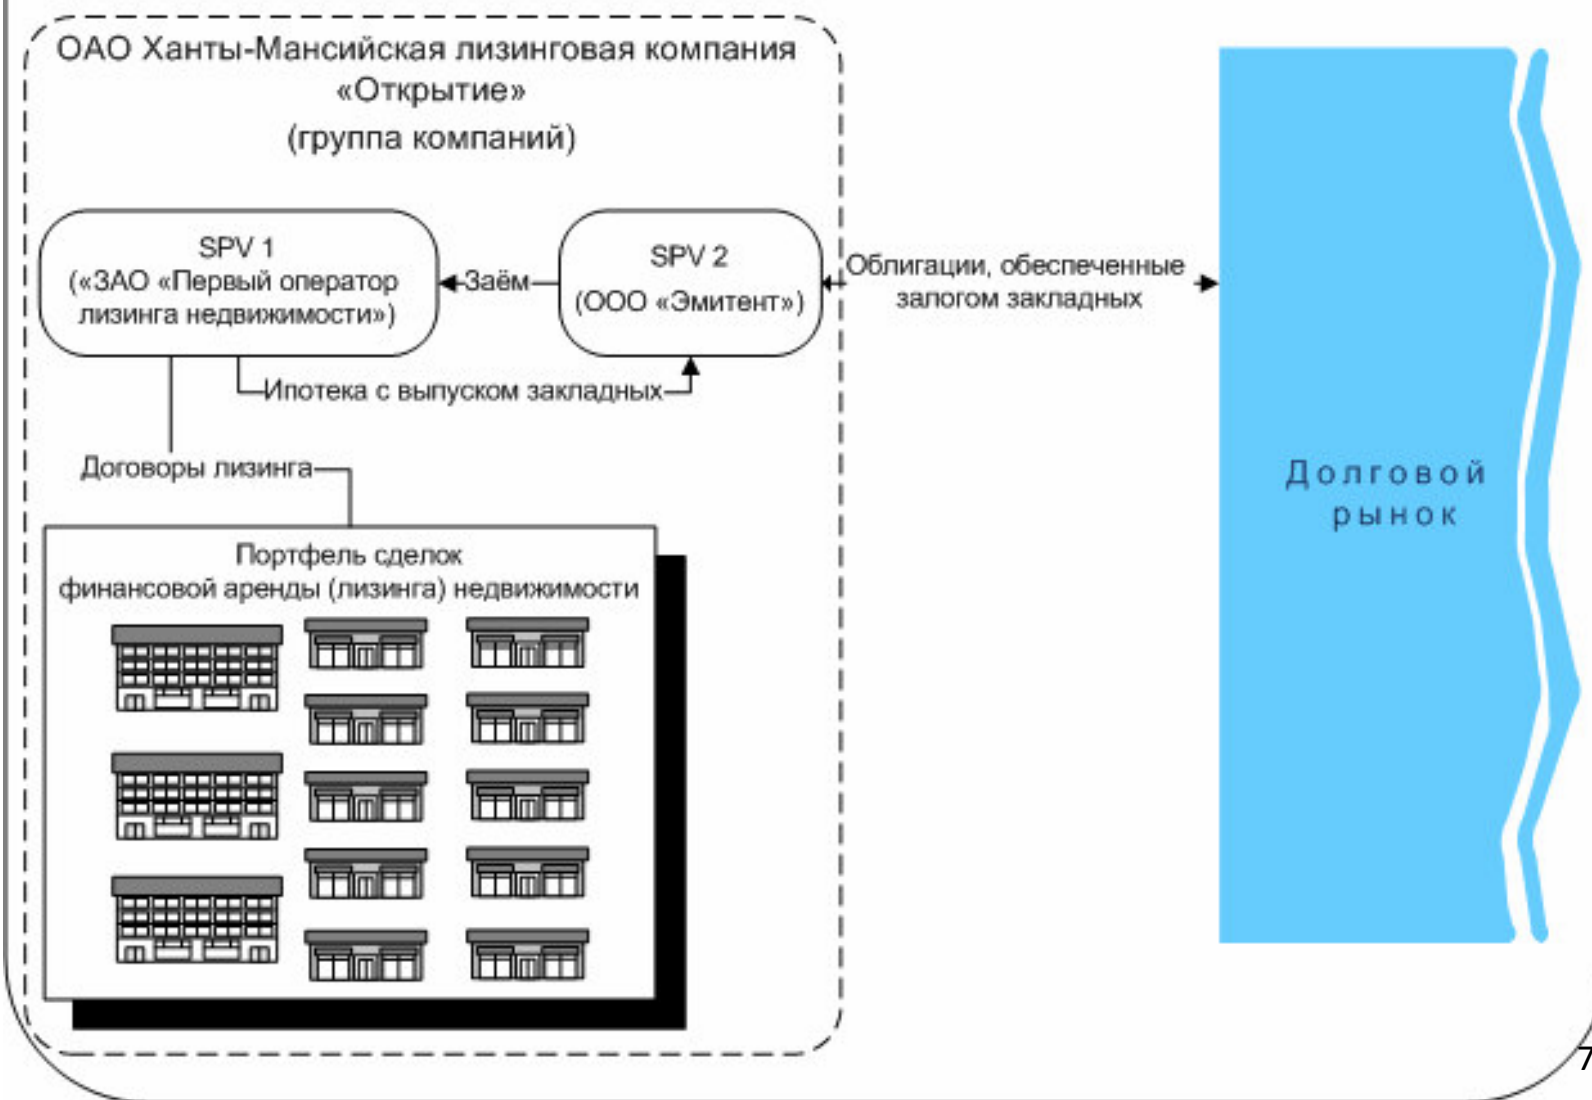 ОАО Ханты-Мансийская лизинговая компания
«Открытие»
(группа компаний)
SPV 1
(«ЗАО «Первый оператор
лизинга недвижимости»)
Заём
SPV 2
(ООО «Эмитент»)
Облигации, обеспеченные
залогом закладных
Ипотека с выпуском закладных
Договоры лизинга
Портфель сделок
финансовой аренды (лизинга) недвижимости
Долговой
рынок
7